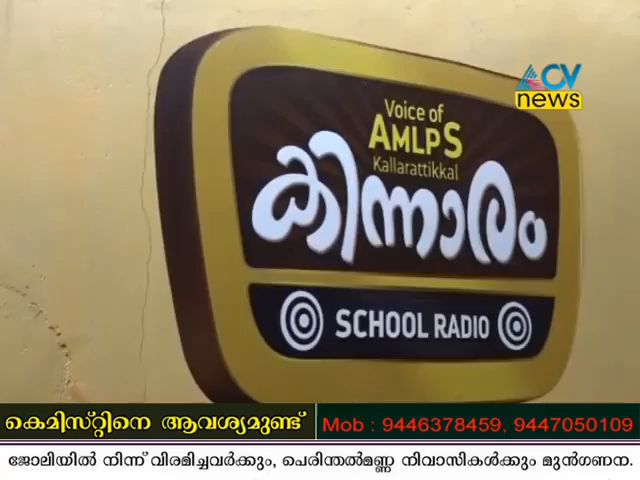 ACV
news
Voice of
AMLPS
Kallarattikkal
കിന്നാരം
SCHOOL RADIO
കെമിസ്റ്റിനെ ആവശ്യമുണ്ട് Mob : 9446378459, 9447050109
ജോലിയിൽ നിന്ന് വിരമിച്ചവർക്കും, പെരിന്തൽമണ്ണ നിവാസികൾക്കും മുൻഗണന.